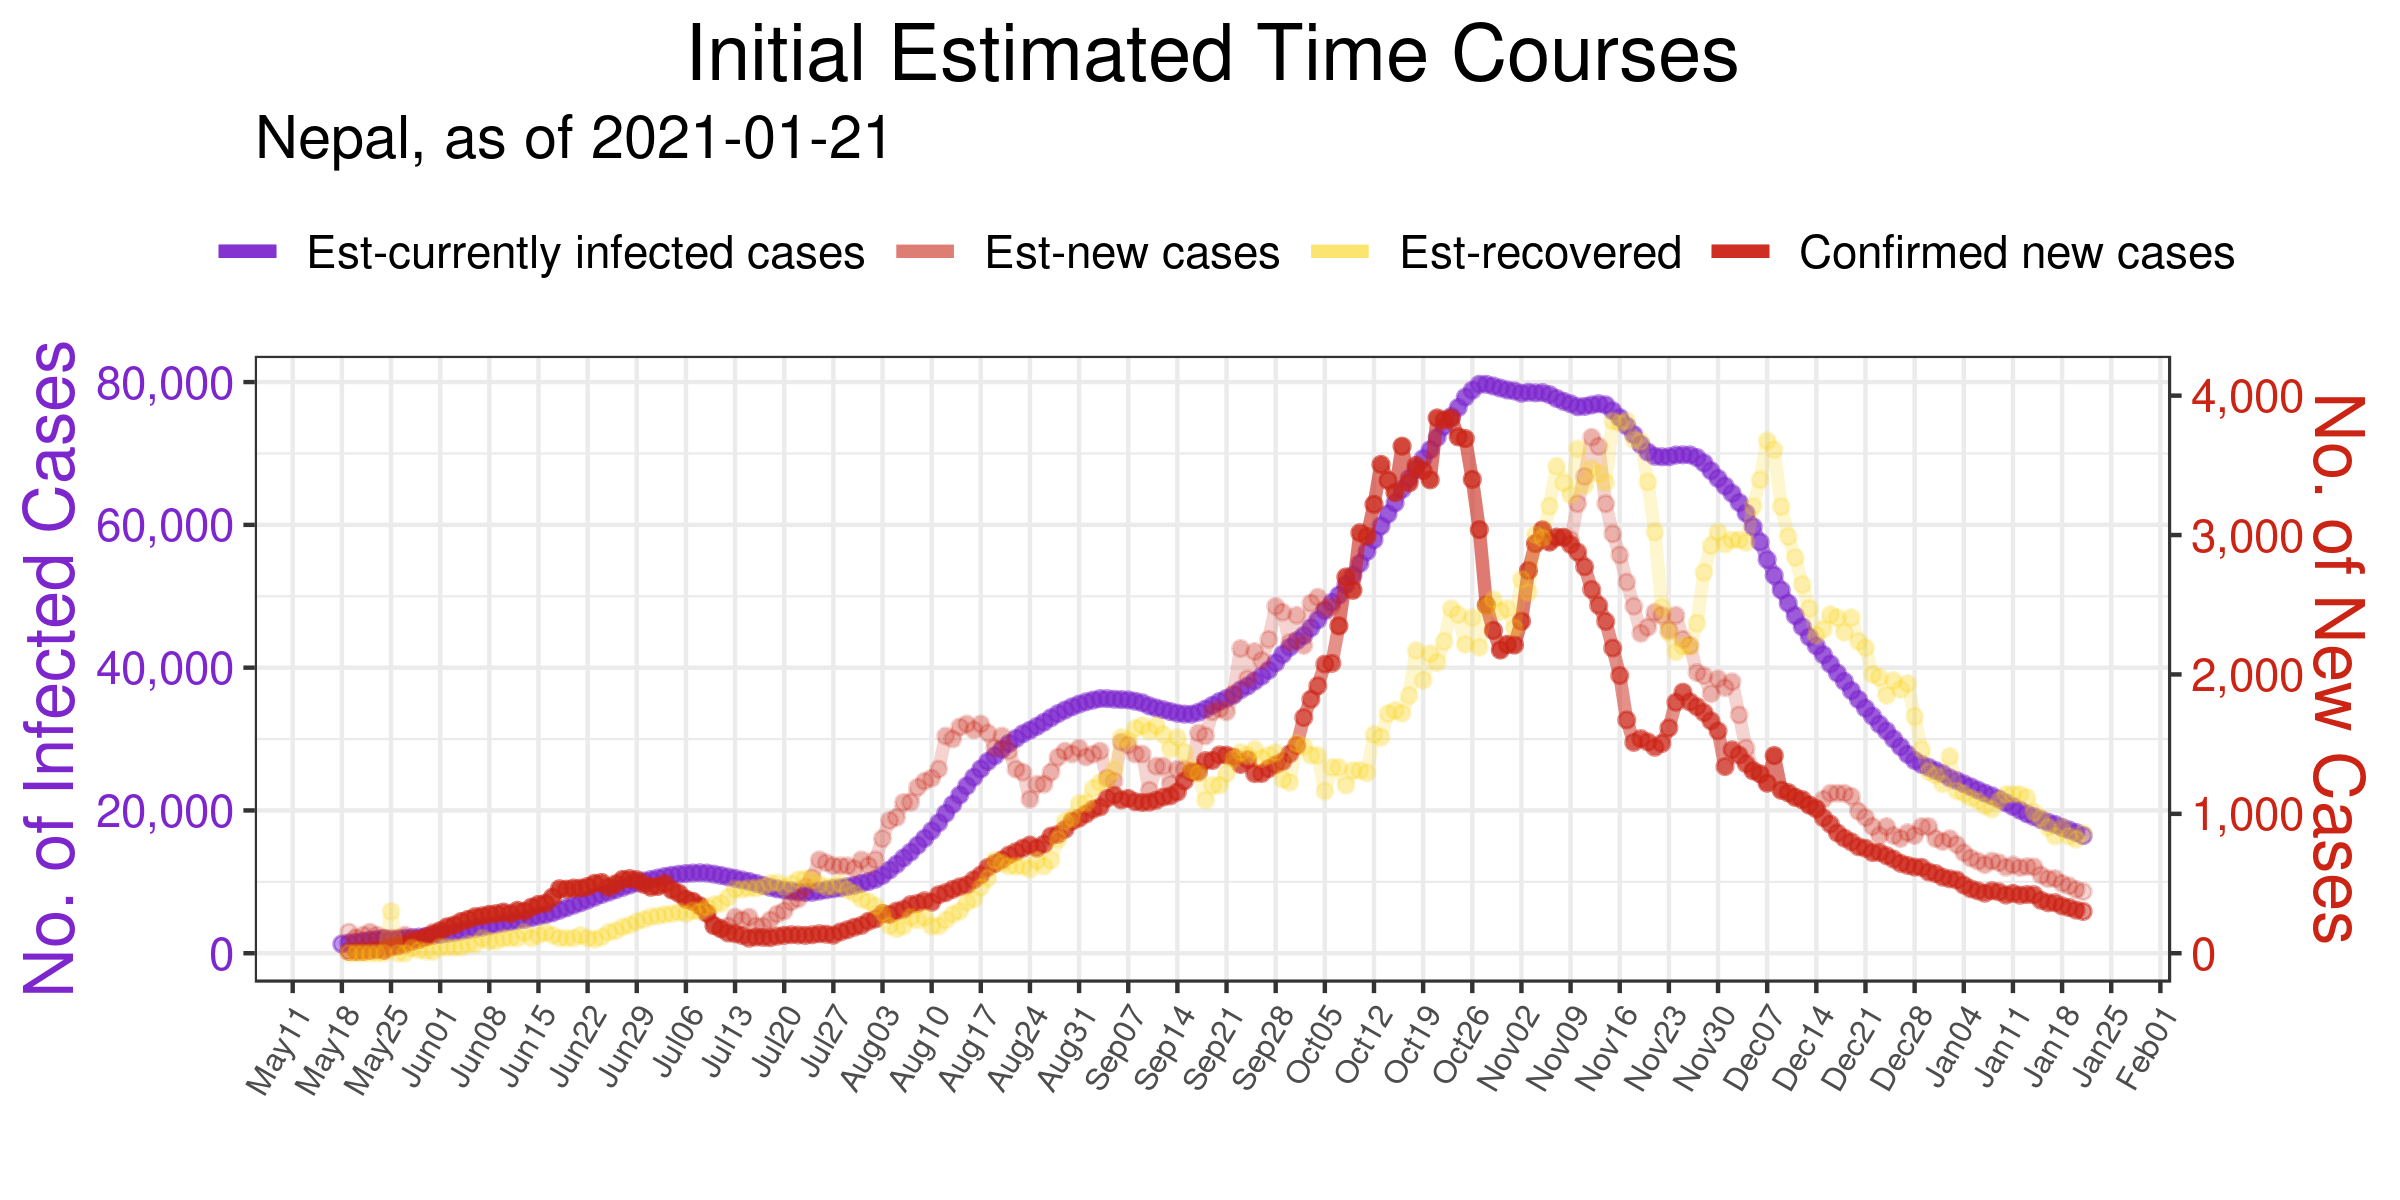 Initial Estimated Time Courses
Nepal, as of 2021-01-21
Est-currently infected cases Est-new cases Est-recovered Confirmed new cases
No. of Infected Cases
80,000
60,000
40,000
20,000
0
4,000
3,000
2,000
1,000
0
No. of New Cases
May11 May18 May25 Jun01 Jun08 Jun15 Jun22 Jun29 Jul06 Jul13 Jul20 Jul27 Aug03 Aug10 Aug17 Aug24 Aug31 Sep07 Sep14 Sep21 Sep28 Oct05 Oct12 Oct19 Oct26 Nov02 Nov09 Nov16 Nov23 Nov30 Dec07 Dec14 Dec21 Dec28 Jan04 Jan11 Jan18 Jan25 Feb01